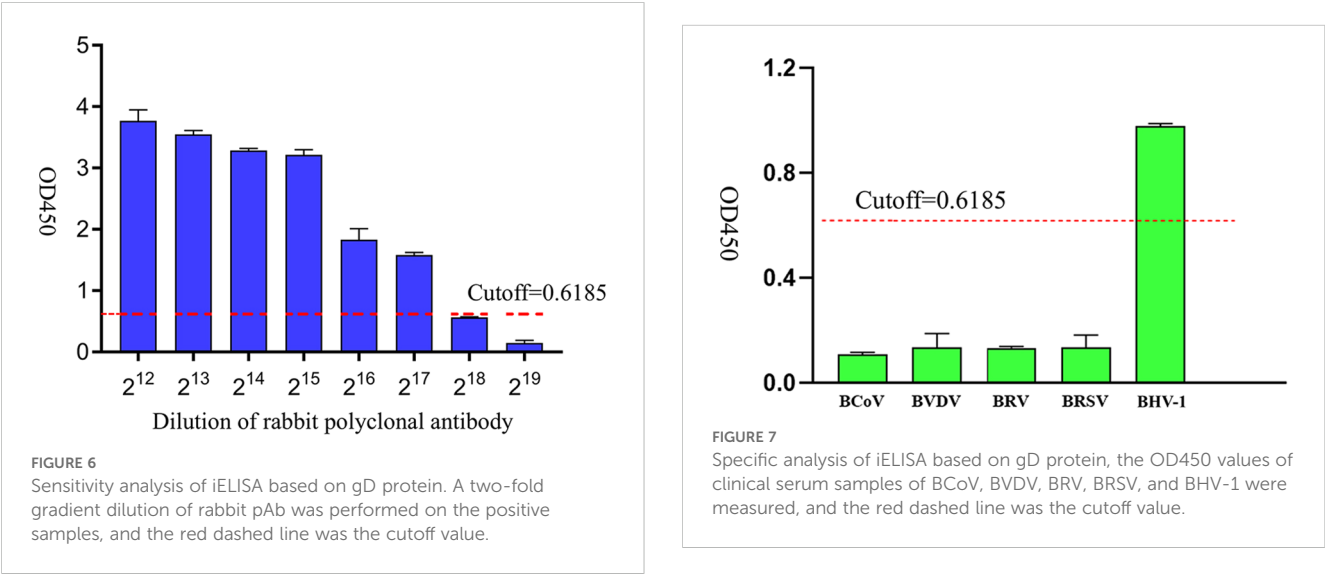 5
4
3
2
1
0
OD450
Cutoff=0.6185
2^12 2^13 2^14 2^15 2^16 2^17 2^18 2^19
Dilution of rabbit polyclonal antibody
FIGURE 6
Sensitivity analysis of iELISA based on gD protein. A two-fold
gradient dilution of rabbit pAb was performed on the positive
samples, and the red dashed line was the cutoff value.
1.2
0.8
0.4
0.0
OD450
Cutoff=0.6185
BCoV BVDV BRV BRSV BHV-1
FIGURE 7
Specific analysis of iELISA based on gD protein, the OD450 values of
clinical serum samples of BCoV, BVDV, BRV, BRSV, and BHV-1 were
measured, and the red dashed line was the cutoff value.